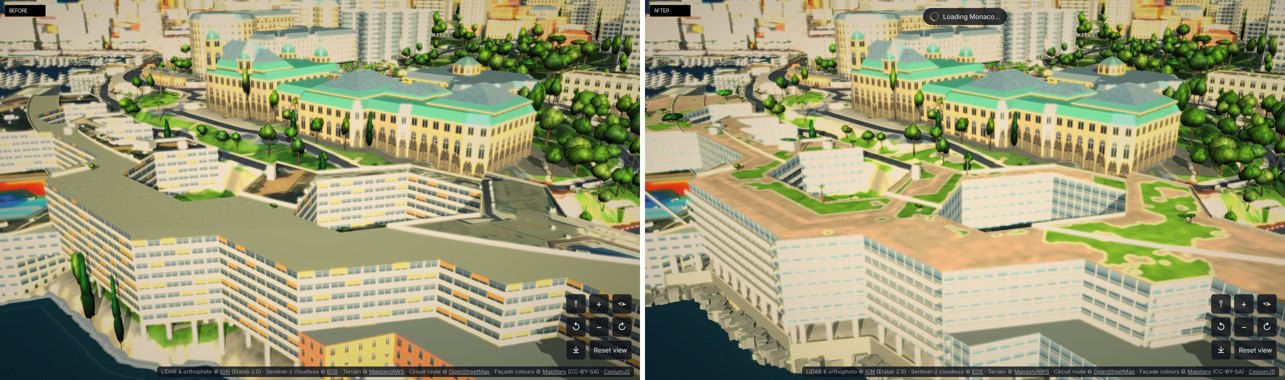 BEFORE
AFTER
Loading Monaco...
Reset view
Reset view
LiDAR & orthophoto © IGN (Etalab 2.0) · Sentinel-2 cloudless © EOX · Terrain © Mapzen/AWS · Circuit route © OpenStreetMap · Façade colours © Mapillary (CC-BY-SA) · CesiumJS
LiDAR & orthophoto © IGN (Etalab 2.0) · Sentinel-2 cloudless © EOX · Terrain © Mapzen/AWS · Circuit route © OpenStreetMap · Façade colours © Mapillary (CC-BY-SA) · CesiumJS